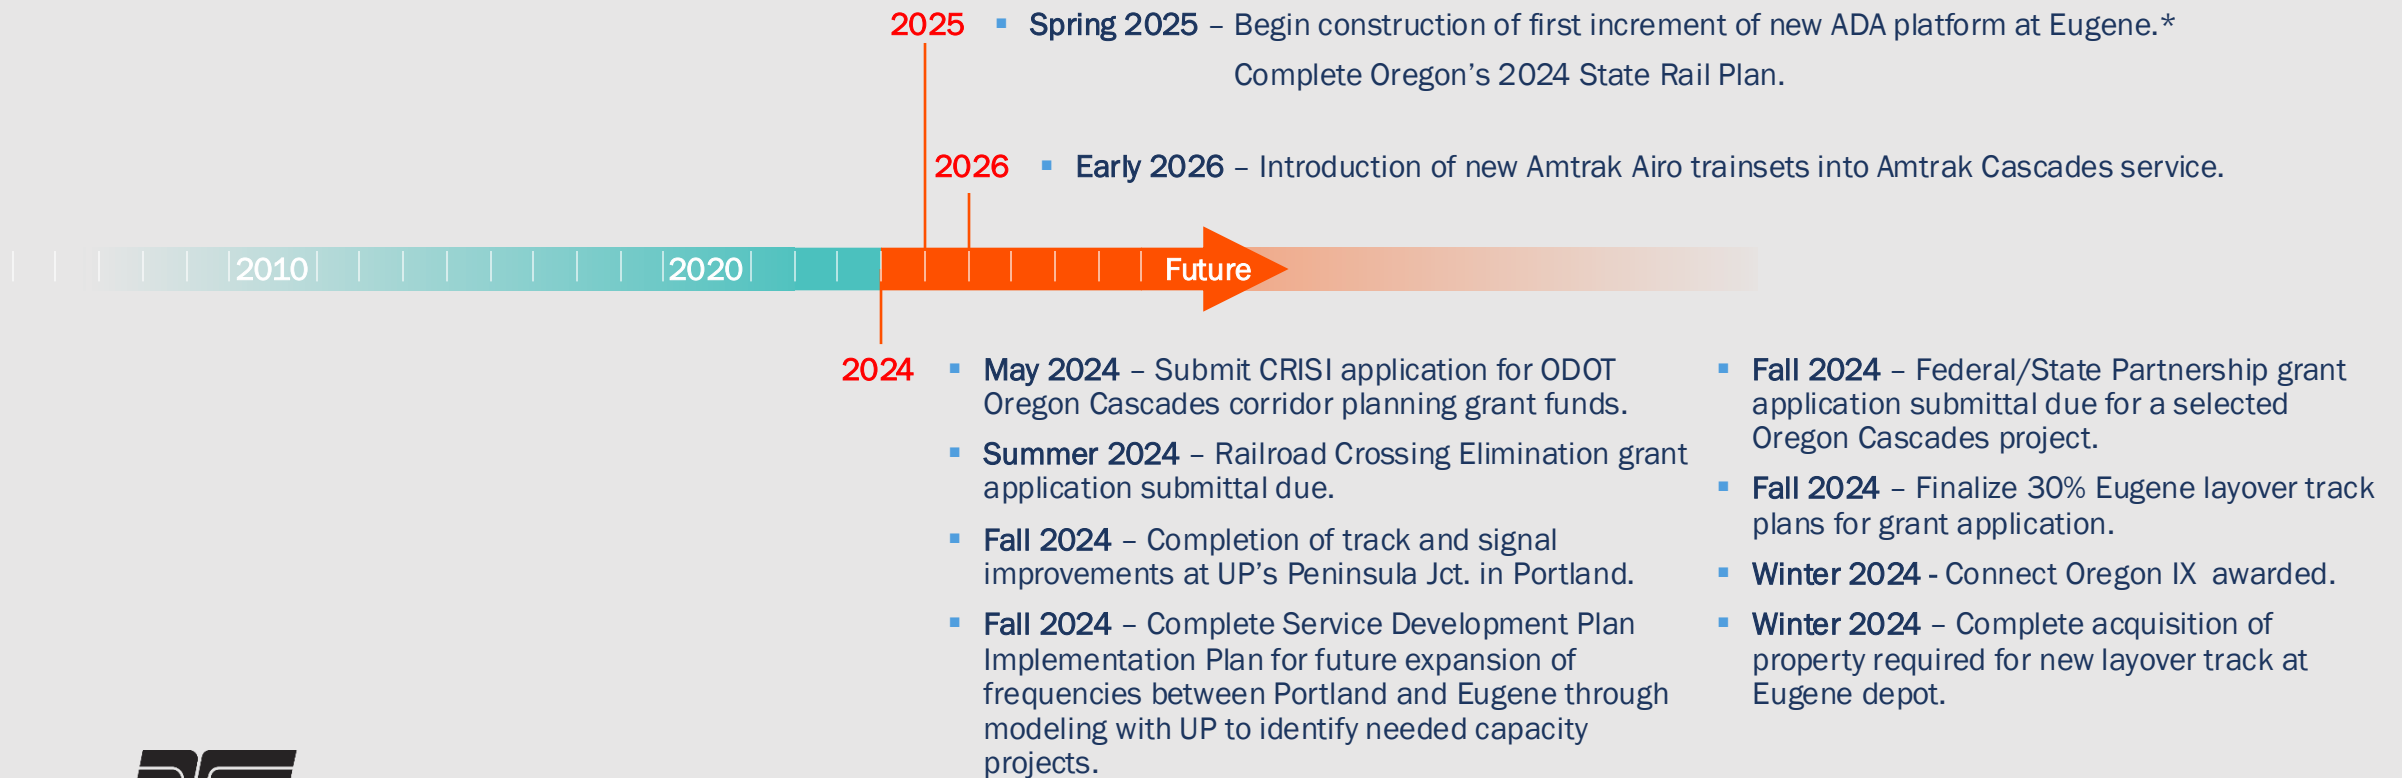 2025 ▪ Spring 2025 – Begin construction of first increment of new ADA platform at Eugene.*
Complete Oregon’s 2024 State Rail Plan.
2026 ▪ Early 2026 – Introduction of new Amtrak Airo trainsets into Amtrak Cascades service.
2010 2020 Future
2024
▪ May 2024 – Submit CRISI application for ODOT
Oregon Cascades corridor planning grant funds.
▪ Summer 2024 – Railroad Crossing Elimination grant
application submittal due.
▪ Fall 2024 – Completion of track and signal
improvements at UP’s Peninsula Jct. in Portland.
▪ Fall 2024 – Complete Service Development Plan
Implementation Plan for future expansion of
frequencies between Portland and Eugene through
modeling with UP to identify needed capacity
projects.
▪ Fall 2024 – Federal/State Partnership grant
application submittal due for a selected
Oregon Cascades project.
▪ Fall 2024 – Finalize 30% Eugene layover track
plans for grant application.
▪ Winter 2024 - Connect Oregon IX  awarded.
▪ Winter 2024 – Complete acquisition of
property required for new layover track at
Eugene depot.